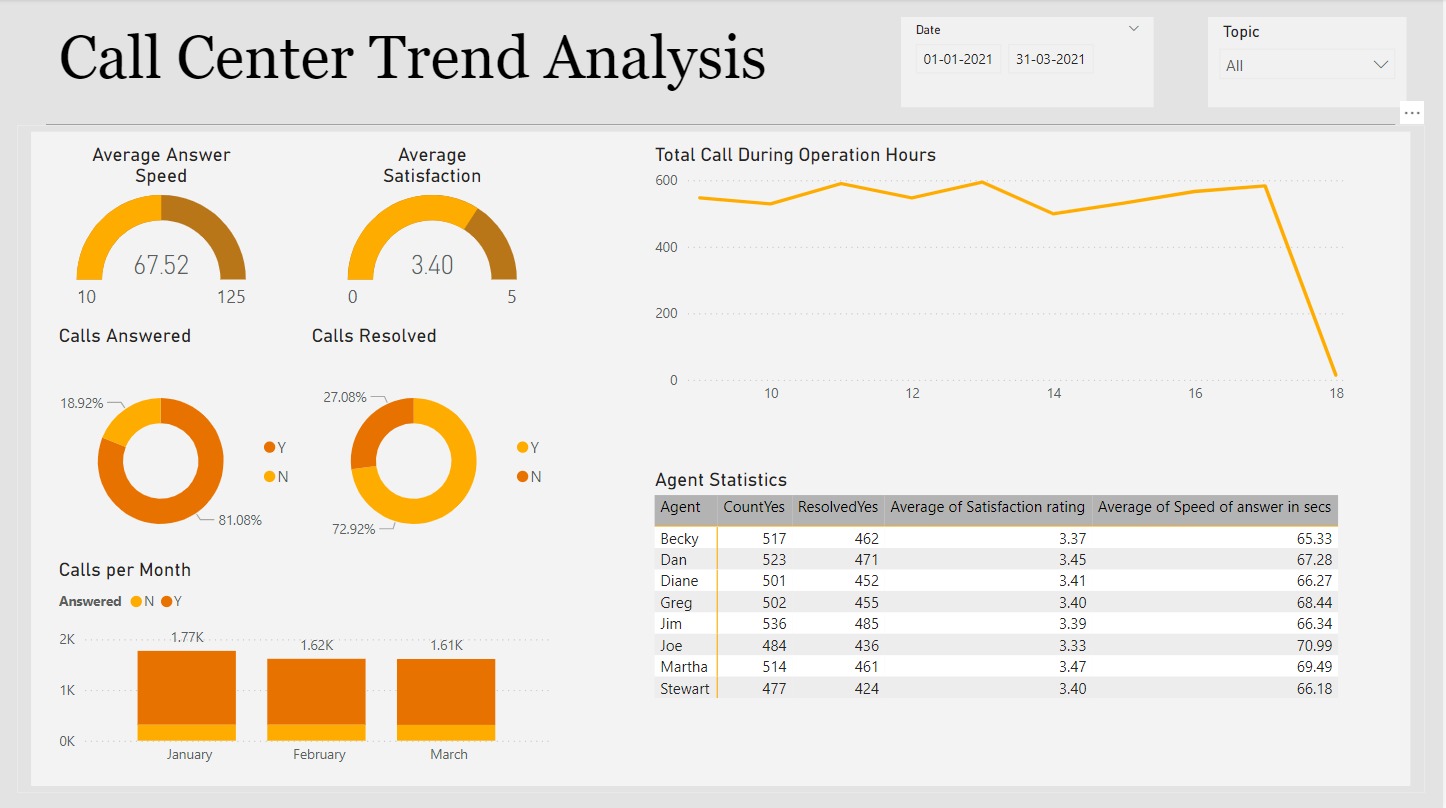 Call Center Trend Analysis
Date
01-01-2021 31-03-2021
Topic
All
Average Answer
Speed
67.52
10 125
Average
Satisfaction
3.40
0 5
Calls Answered
18.92%
81.08%
Y
N
Calls Resolved
27.08%
72.92%
Y
N
Calls per Month
Answered N Y
2K
1K
0K
1.77K 1.62K 1.61K
January February March
Total Call During Operation Hours
600
400
200
0
10 12 14 16 18
Agent Statistics
Agent CountYes ResolvedYes Average of Satisfaction rating Average of Speed of answer in secs
Becky 517 462 3.37 65.33
Dan 523 471 3.45 67.28
Diane 501 452 3.41 66.27
Greg 502 455 3.40 68.44
Jim 536 485 3.39 66.34
Joe 484 436 3.33 70.99
Martha 514 461 3.47 69.49
Stewart 477 424 3.40 66.18